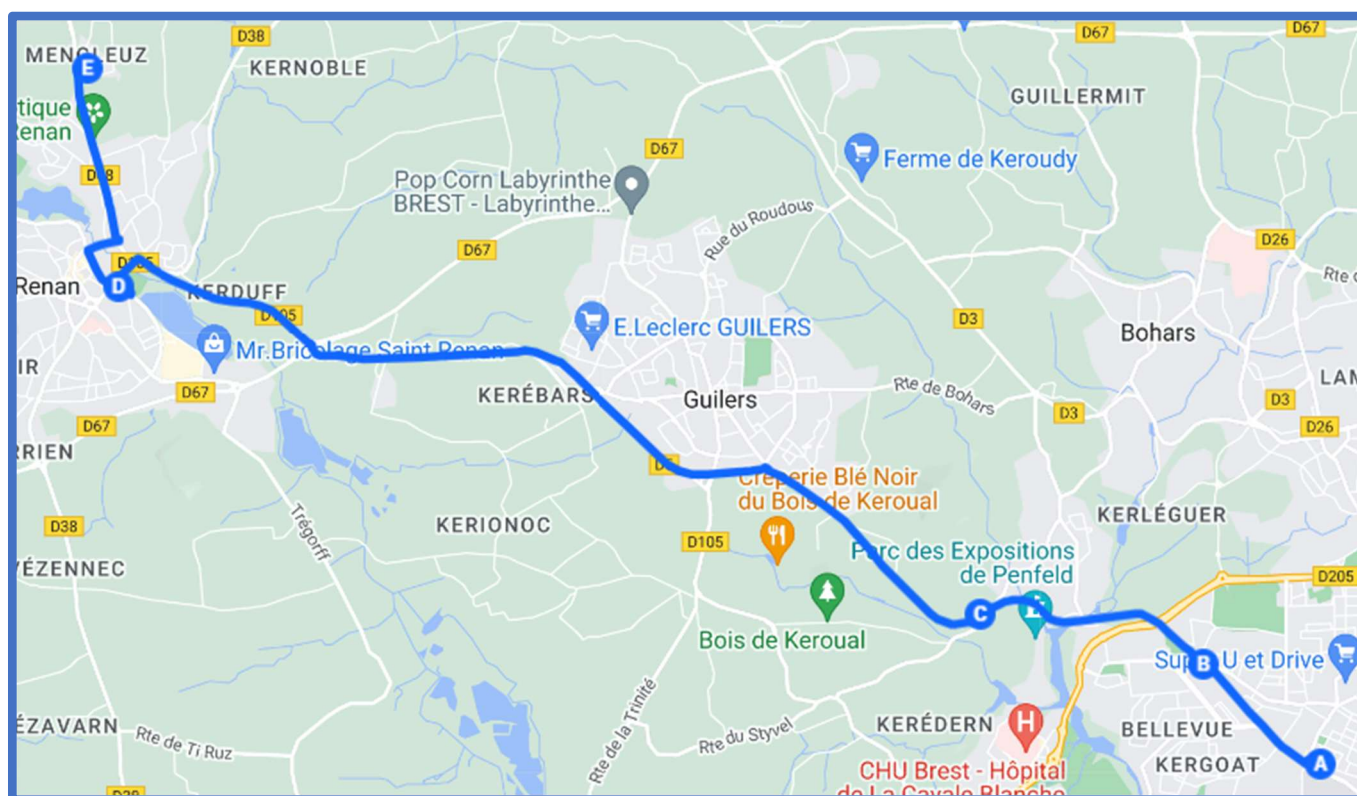 D67
D67
MENGLEUZ
E
D38
KERNOBLE
GUILLERMIT
tique
Renan
D67
Ferme de Keroudy
Pop Corn Labyrinthe
BREST - Labyrinthe...
Rue du Roudous
D26
D67
Renan
D
KERDUFF
D105
D3
E.Leclerc GUILERS
Bohars
Mr.Bricolage Saint Renan
IR
D67
KERÉBARS
Guilers
Rte de Bohars
D3
D3
LAM
D67
D26
RRIEN
D5
Crêperie Blé Noir
du Bois de Keroual
Trégorff
D38
KERIONOC
D105
KERLÉGUER
Parc des Expositions
de Penfeld
VÉZENNEC
D205
C
Bois de Keroual
B
Super U et Drive
Rte de la Trinité
ÉZAVARN
Rte de Ti Ruz
Rte du Styvel
KERÉDERN
H
BELLEVUE
KERGOAT
A
CHU Brest - Hôpital
de La Cavale Blanche